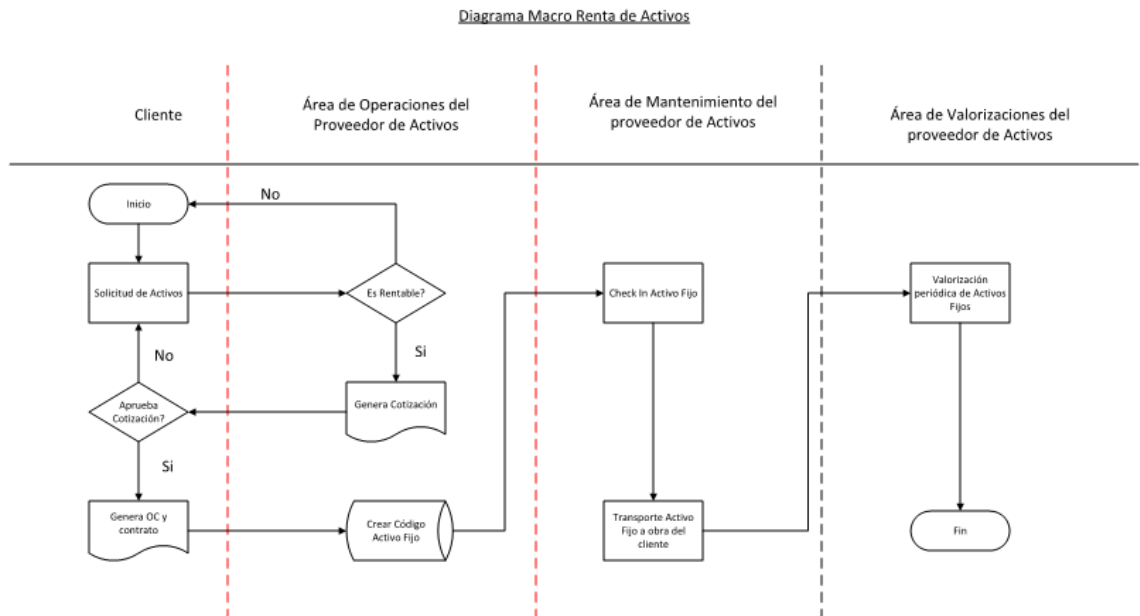 Diagrama Macro Renta de Activos
Cliente
Área de Operaciones del
Proveedor de Activos
Área de Mantenimiento del
proveedor de Activos
Área de Valorizaciones del
proveedor de Activos
Inicio
No
Solicitud de Activos
Es Rentable?
Check In Activo Fijo
Valorización
periódica de Activos
Fijos
No
Si
Aprueba
Cotización?
Genera Cotización
Si
Genera OC y
contrato
Crear Código
Activo Fijo
Transporte Activo
Fijo a obra del
cliente
Fin